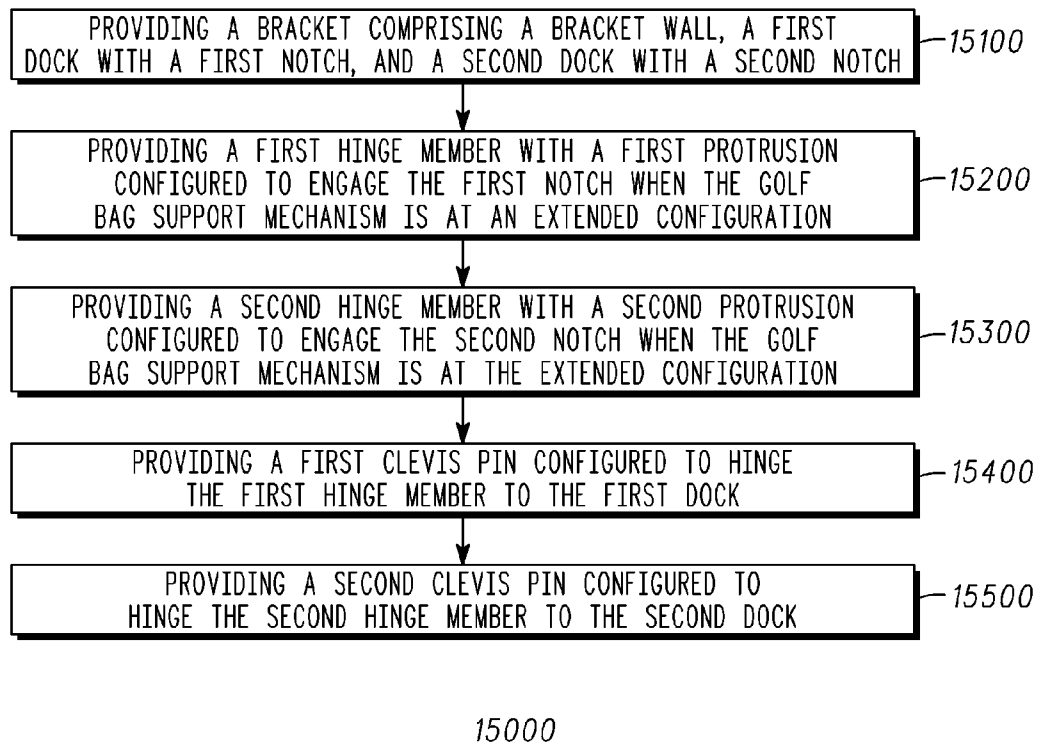 PROVIDING A BRACKET COMPRISING A BRACKET WALL, A FIRST
DOCK WITH A FIRST NOTCH, AND A SECOND DOCK WITH A SECOND NOTCH
15100
PROVIDING A FIRST HINGE MEMBER WITH A FIRST PROTRUSION
CONFIGURED TO ENGAGE THE FIRST NOTCH WHEN THE GOLF
BAG SUPPORT MECHANISM IS AT AN EXTENDED CONFIGURATION
15200
PROVIDING A SECOND HINGE MEMBER WITH A SECOND PROTRUSION
CONFIGURED TO ENGAGE THE SECOND NOTCH WHEN THE GOLF
BAG SUPPORT MECHANISM IS AT THE EXTENDED CONFIGURATION
15300
PROVIDING A FIRST CLEVIS PIN CONFIGURED TO HINGE
THE FIRST HINGE MEMBER TO THE FIRST DOCK
15400
PROVIDING A SECOND CLEVIS PIN CONFIGURED TO
HINGE THE SECOND HINGE MEMBER TO THE SECOND DOCK
15500
15000